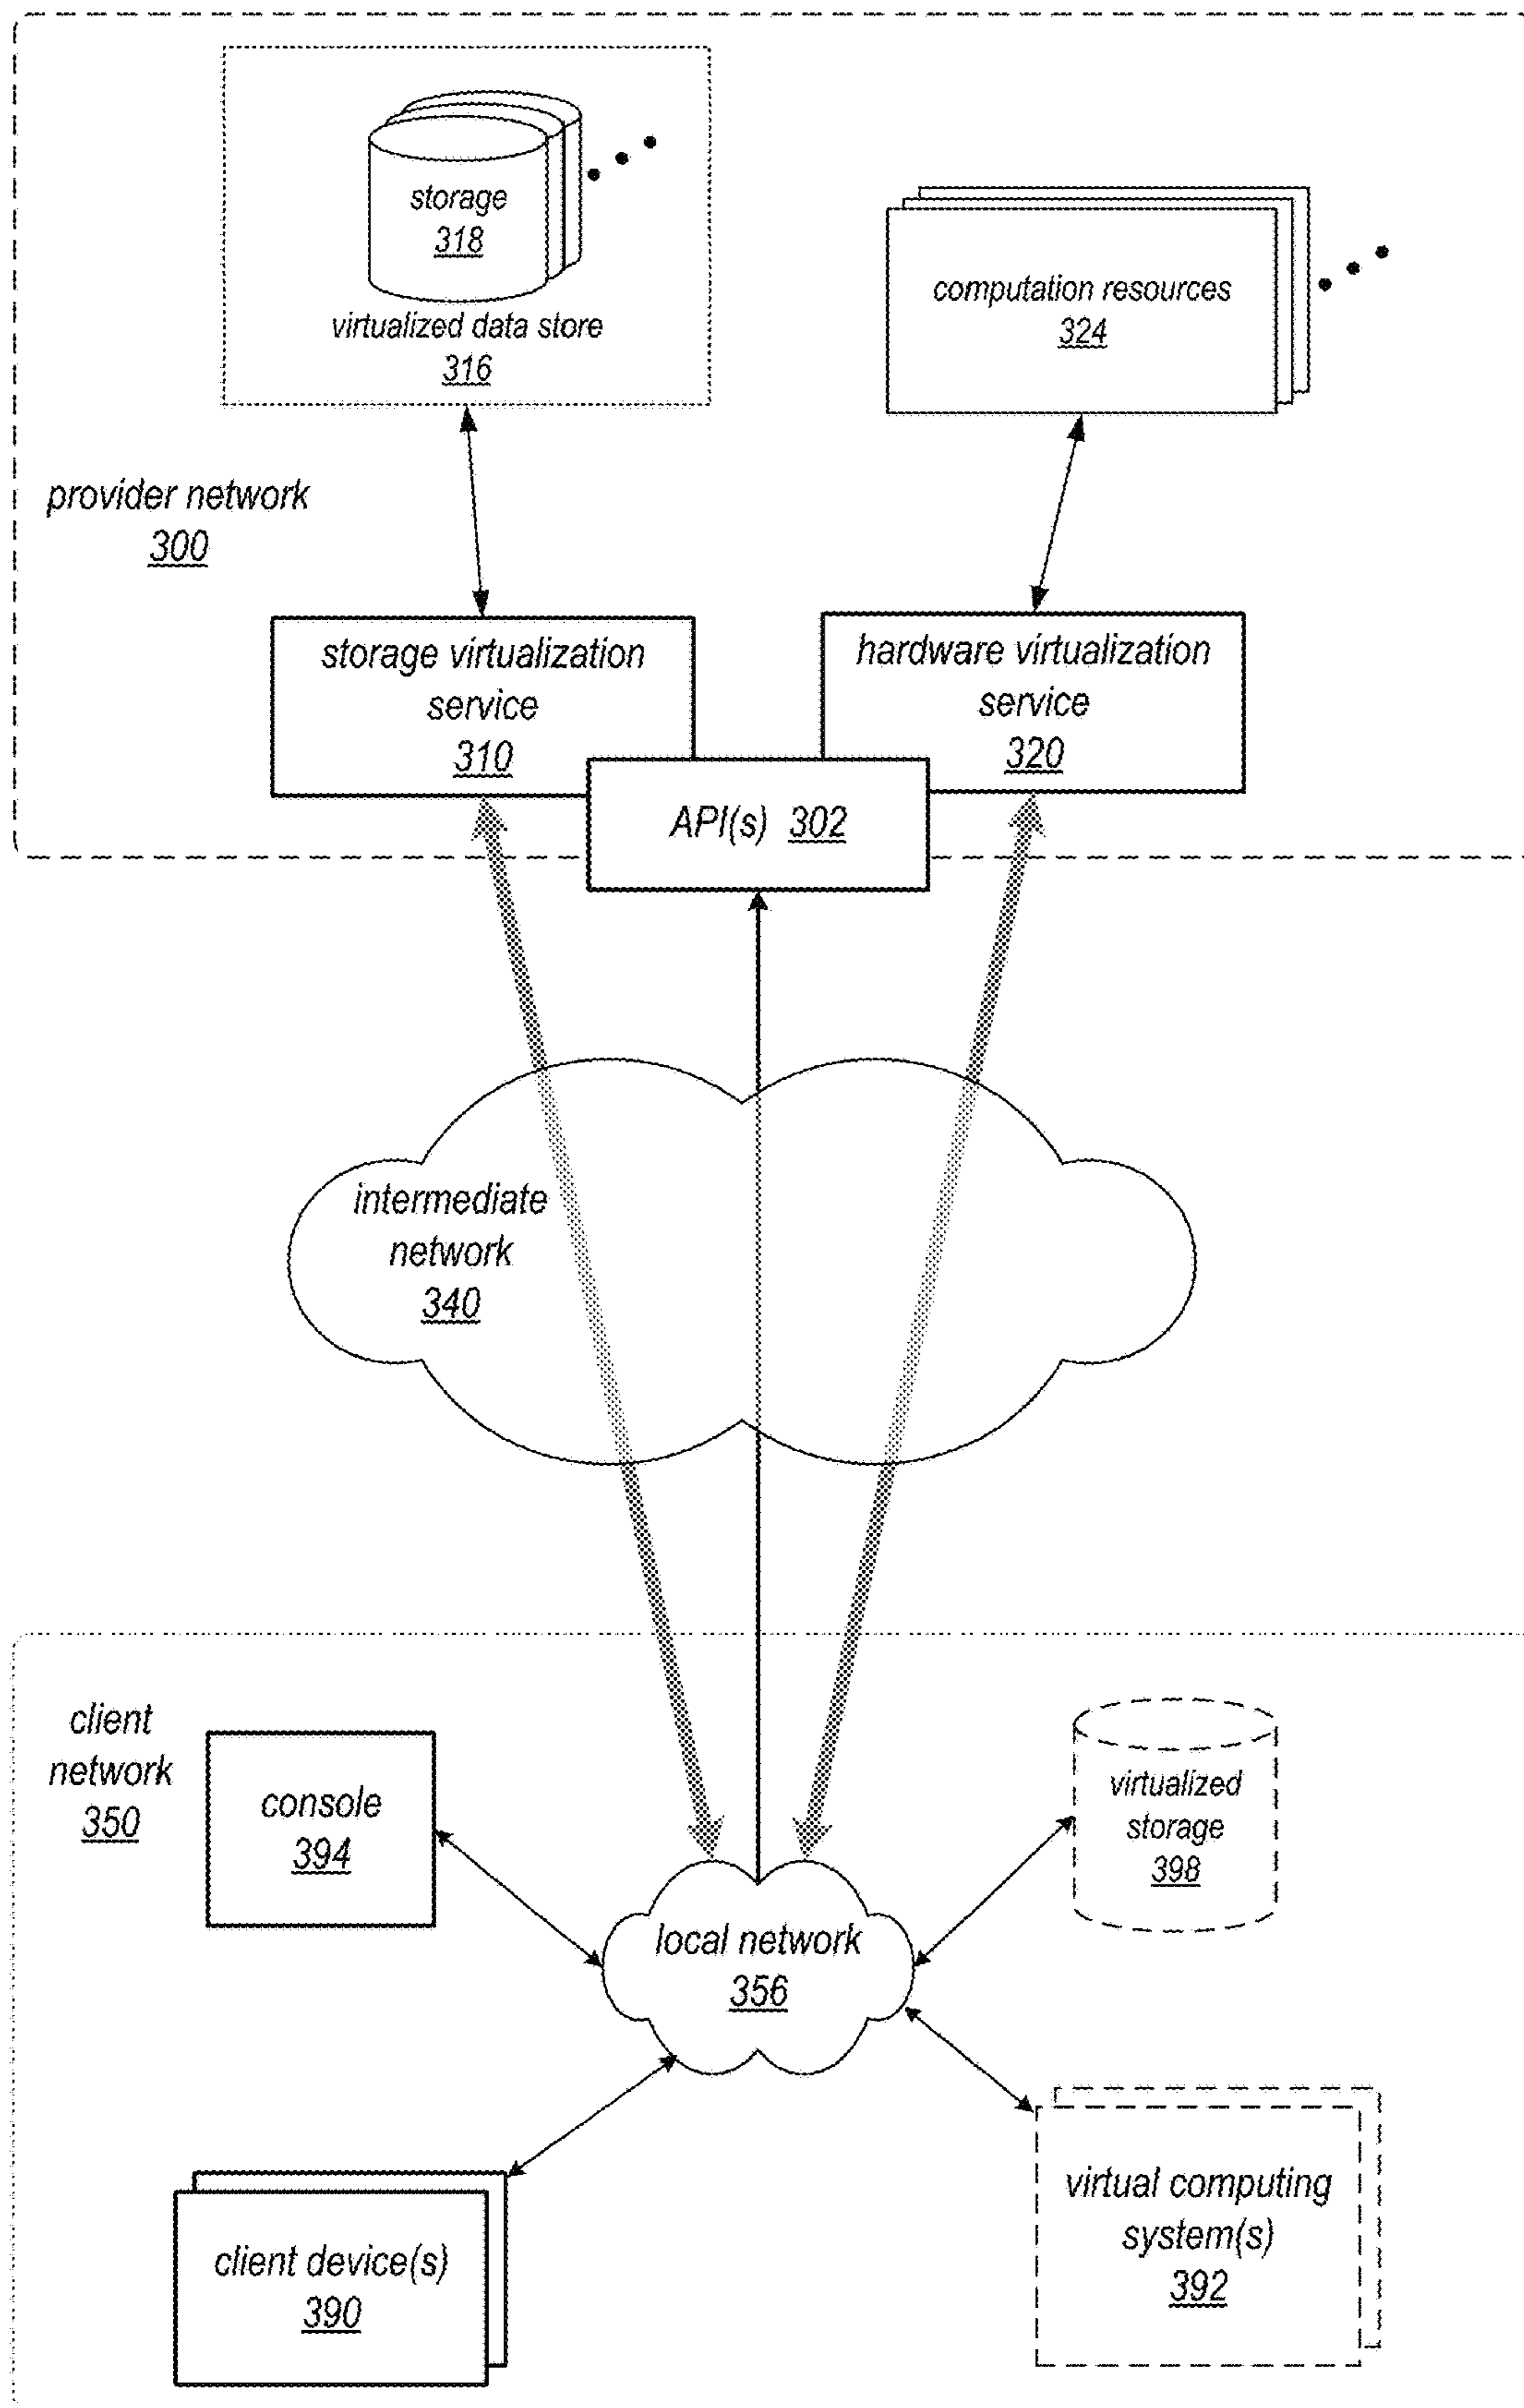 storage
318
virtualized data store
316
computation resources
324
provider network
300
storage virtualization
service
310
hardware virtualization
service
320
API(s) 302
intermediate
network
340
client
network
350
console
394
virtualized
storage
398
local network
356
virtual computing
system(s)
392
client device(s)
390